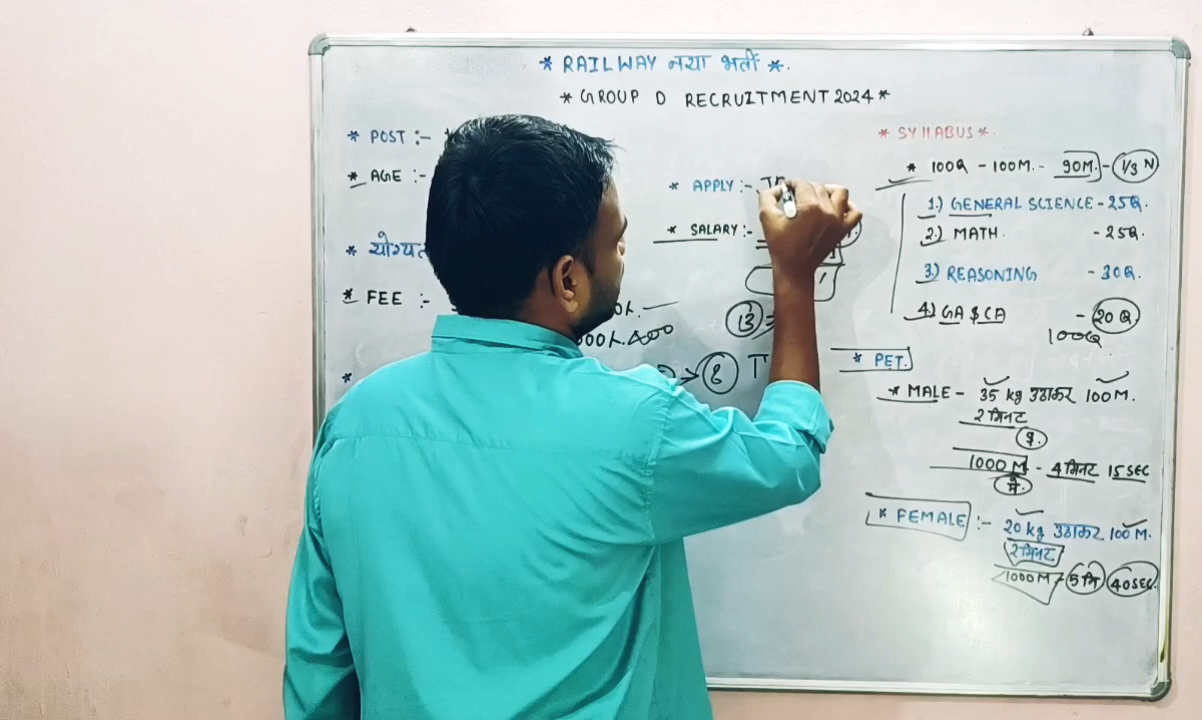 * RAILWAY नया भर्ती *.
* GROUP D RECRUITMENT 2024 *
* POST :-
* AGE :-
* योग्यत
* FEE :-
*
* APPLY :-
* SALARY :-
13 =
> 8 T
* SYLLABUS *.
* 100Q - 100M. - 90M. - 1/3 N
1.) GENERAL SCIENCE - 25Q.
2.) MATH. - 25Q.
3.) REASONING - 30Q.
4.) GA & CA - 20Q
100Q
* PET.
* MALE - 35 kg उठाकर 100M.
2 मिनट
1000 M - 4 मिनट 15 SEC
में.
* FEMALE :- 20 kg उठाकर 100 M.
2 मिनट
1000 M - 5 मि 40 SEC.